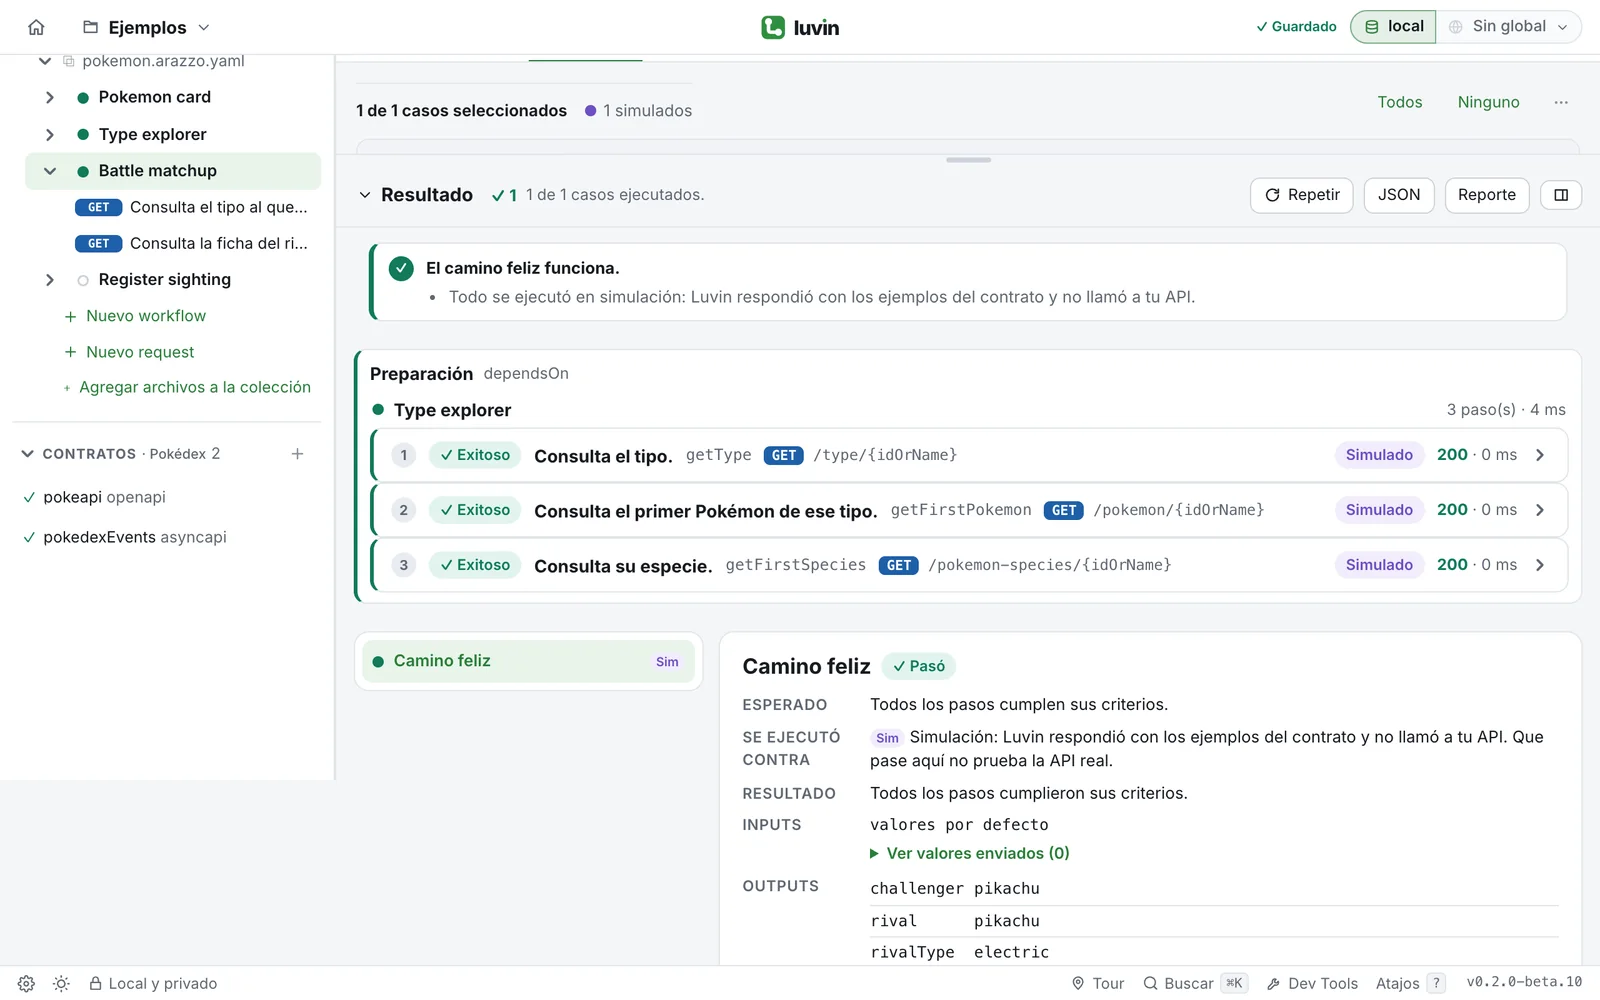 Ejemplos
luvin
Guardado
local
Sin global
pokemon.arazzo.yaml
Pokemon card
Type explorer
Battle matchup
GET Consulta el tipo al que...
GET Consulta la ficha del ri...
Register sighting
+ Nuevo workflow
+ Nuevo request
+ Agregar archivos a la colección
CONTRATOS · Pokédex 2 +
pokeapi openapi
pokedexEvents asyncapi
1 de 1 casos seleccionados
1 simulados
Todos
Ninguno
...
Resultado
1
1 de 1 casos ejecutados.
Repetir
JSON
Reporte
El camino feliz funciona.
• Todo se ejecutó en simulación: Luvin respondió con los ejemplos del contrato y no llamó a tu API.
Preparación dependsOn
Type explorer
3 paso(s) · 4 ms
1 Exitoso Consulta el tipo. getType GET /type/{idOrName} Simulado 200 · 0 ms
2 Exitoso Consulta el primer Pokémon de ese tipo. getFirstPokemon GET /pokemon/{idOrName} Simulado 200 · 0 ms
3 Exitoso Consulta su especie. getFirstSpecies GET /pokemon-species/{idOrName} Simulado 200 · 0 ms
Camino feliz Sim
Camino feliz Pasó
ESPERADO Todos los pasos cumplen sus criterios.
SE EJECUTÓ CONTRA
Sim Simulación: Luvin respondió con los ejemplos del contrato y no llamó a tu API. Que
pase aquí no prueba la API real.
RESULTADO Todos los pasos cumplieron sus criterios.
INPUTS valores por defecto
Ver valores enviados (0)
OUTPUTS challenger pikachu
rival pikachu
rivalType electric
Local y privado
Tour
Buscar ⌘K
Dev Tools
Atajos ?
v0.2.0-beta.10